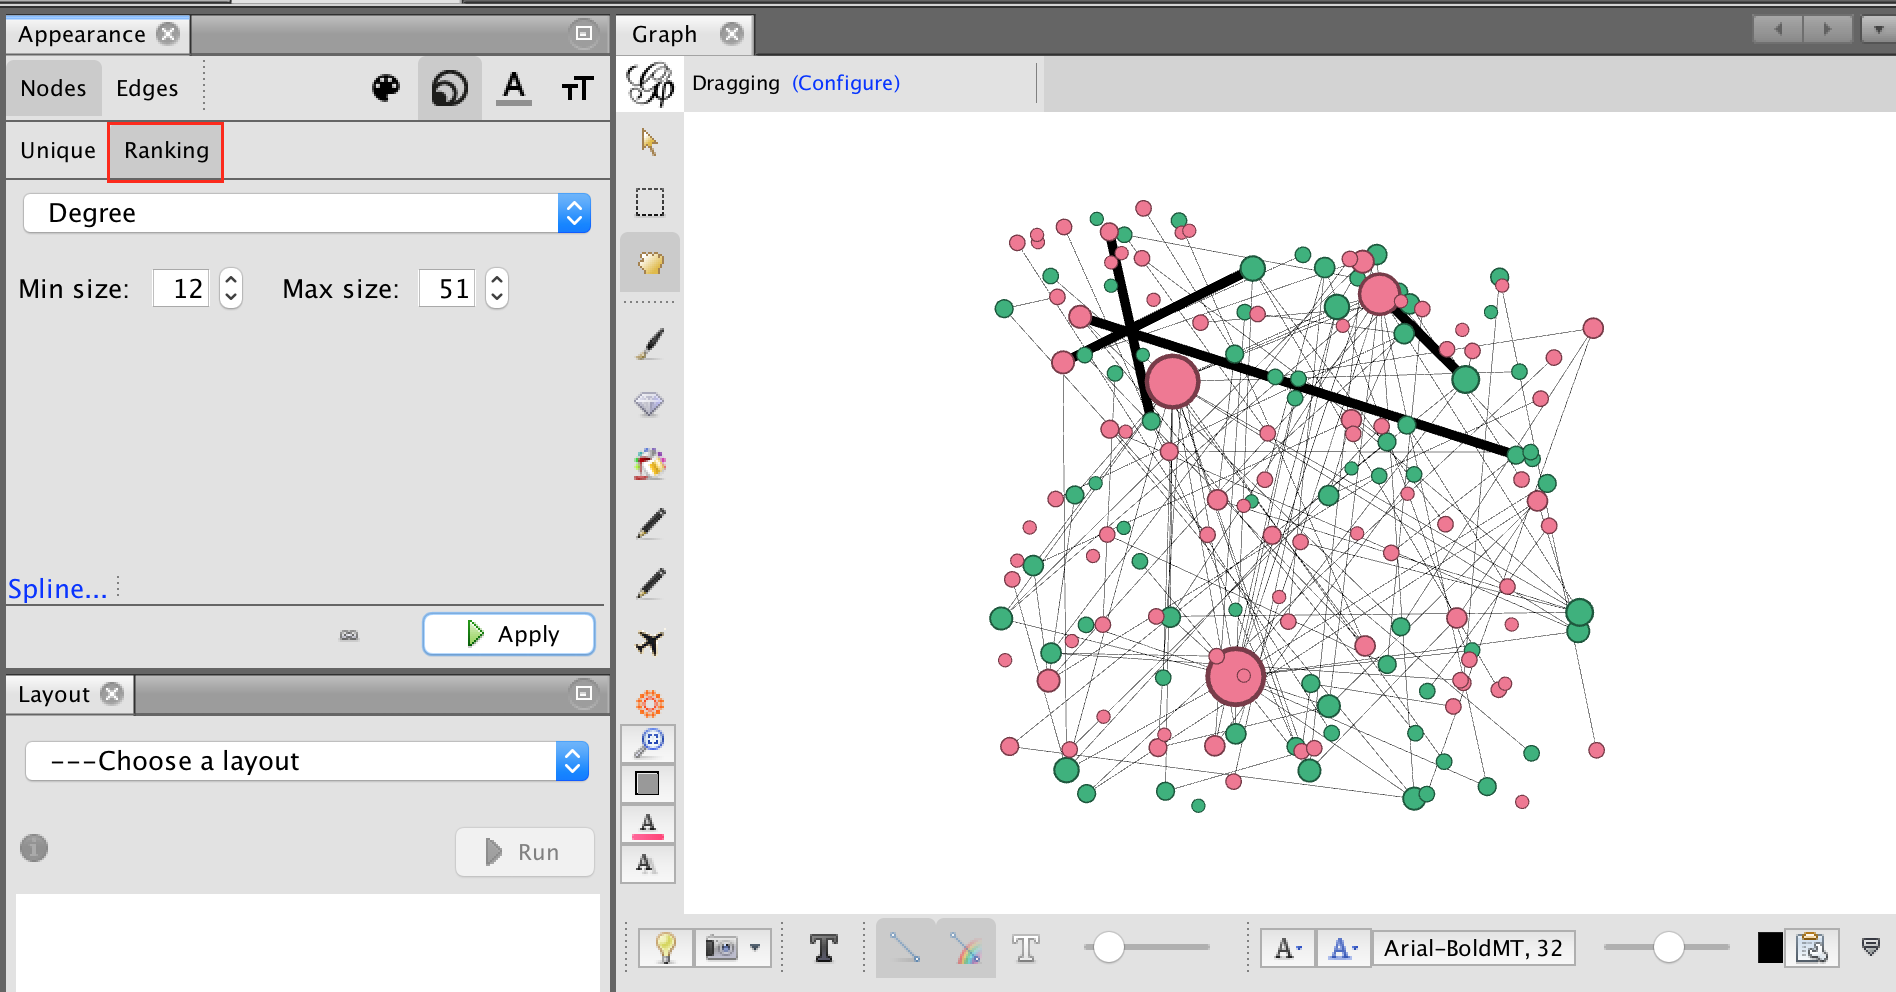 Appearance
Nodes Edges A TT
Unique Ranking
Degree
Min size: 12 Max size: 51
Spline...
Apply
Layout
---Choose a layout
Run
Graph
Dragging (Configure)
A
A
T T A A Arial-BoldMT, 32